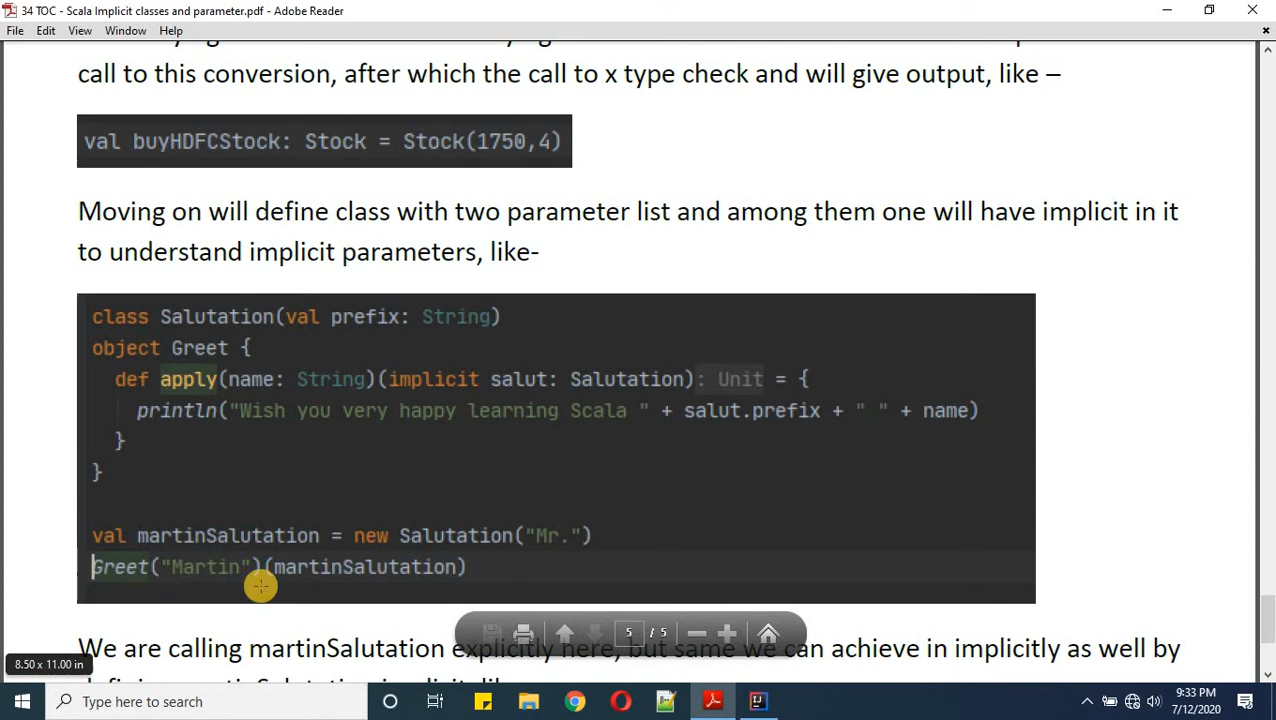 34 TOC - Scala Implicit classes and parameter.pdf - Adobe Reader
File Edit View Window Help
call to this conversion, after which the call to x type check and will give output, like –
val buyHDFCStock: Stock = Stock(1750,4)
Moving on will define class with two parameter list and among them one will have implicit in it
to understand implicit parameters, like-
class Salutation(val prefix: String)
object Greet {
def apply(name: String)(implicit salut: Salutation): Unit = {
println("Wish you very happy learning Scala " + salut.prefix + " " + name)
}
}
val martinSalutation = new Salutation("Mr.")
Greet("Martin")(martinSalutation)
5 / 5
We are calling martinSalutation explicitly here, but same we can achieve in implicitly as well by
8.50 x 11.00 in
Type here to search
9:33 PM
7/12/2020